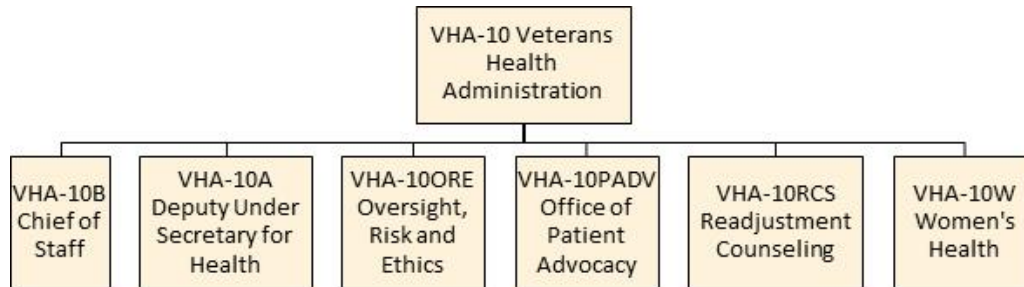 VHA-10 Veterans
Health
Administration
VHA-10B
Chief of
Staff
VHA-10A
Deputy Under
Secretary for
Health
VHA-10ORE
Oversight,
Risk and
Ethics
VHA-10PADV
Office of
Patient
Advocacy
VHA-10RCS
Readjustment
Counseling
VHA-10W
Women's
Health